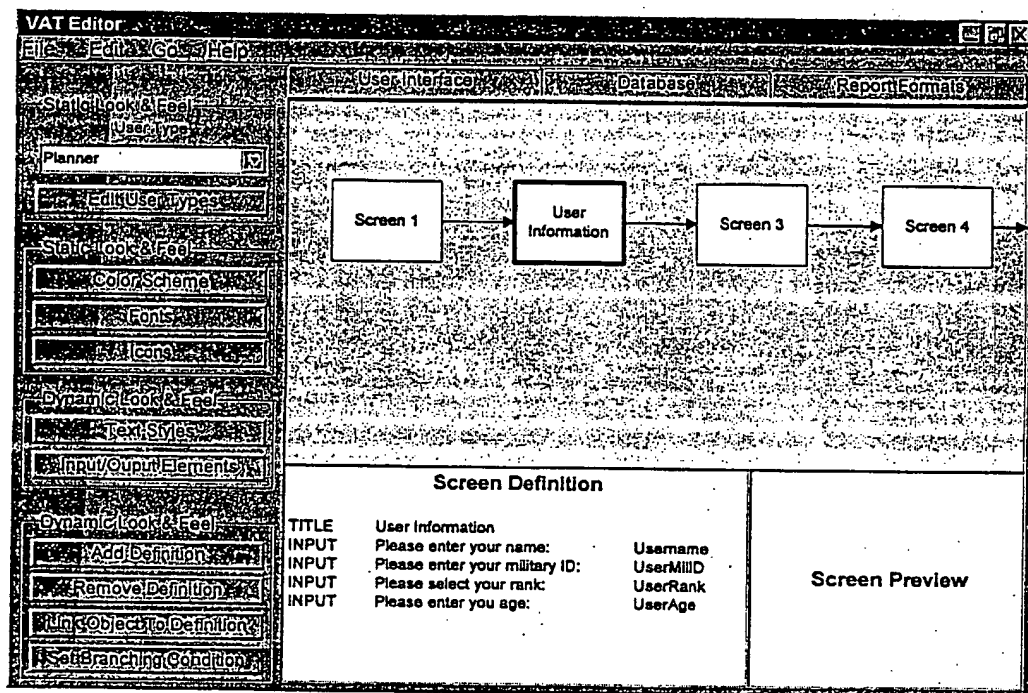 VAT Editor
File Edit Go Help
User Interface Database Report Formats
Static Look & Feel
User Type
Planner
Edit User Types
Static Look & Feel
Color Scheme
Fonts
Icons
Dynamic Look & Feel
Text Styles
Input/Ouput Elements
Dynamic Look & Feel
Add Definition
Remove Definition
Link Object To Definition
Set Branching Condition
Screen 1
User
Information
Screen 3
Screen 4
Screen Definition
TITLE User Information
INPUT Please enter your name: Username
INPUT Please enter your military ID: UserMilID
INPUT Please select your rank: UserRank
INPUT Please enter you age: UserAge
Screen Preview